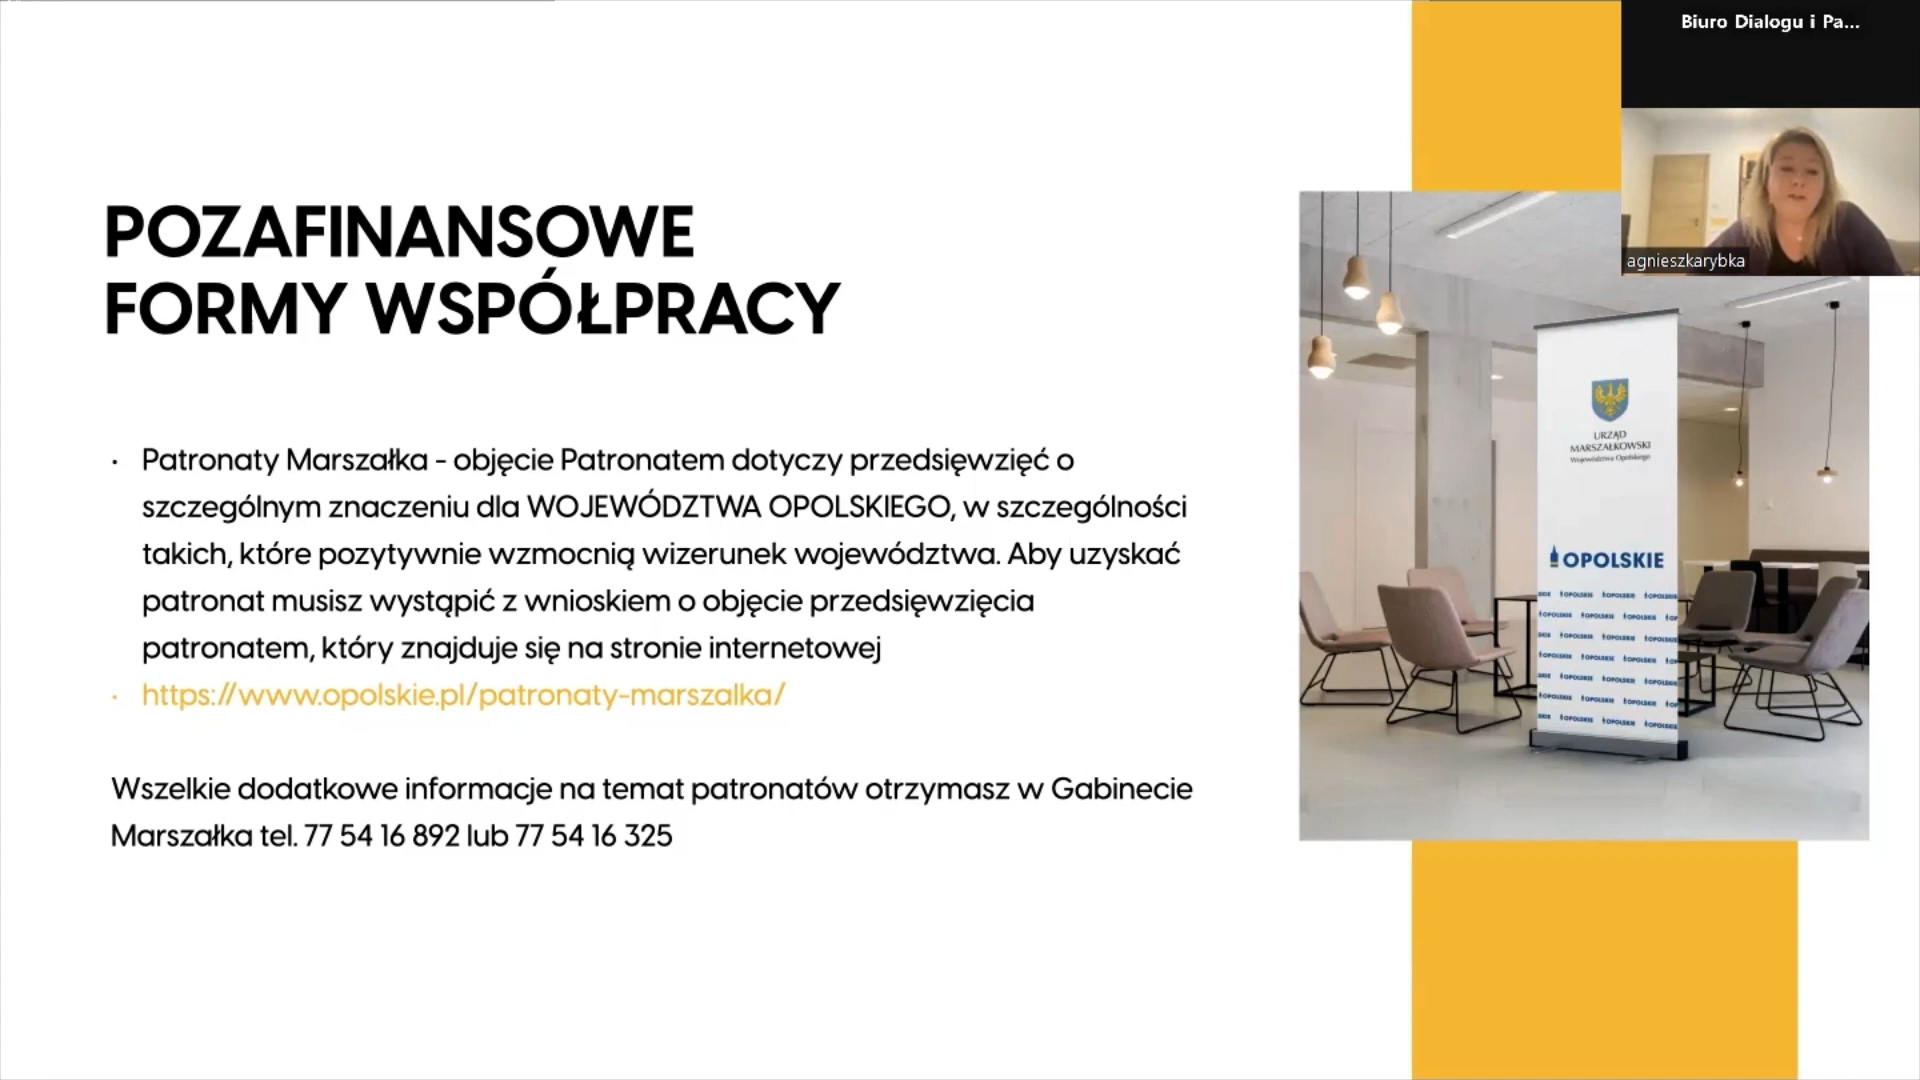 Biuro Dialogu i Pa...
agnieszkarybka
POZAFINANSOWE
FORMY WSPÓŁPRACY
· Patronaty Marszałka - objęcie Patronatem dotyczy przedsięwzięć o
szczególnym znaczeniu dla WOJEWÓDZTWA OPOLSKIEGO, w szczególności
takich, które pozytywnie wzmocnią wizerunek województwa. Aby uzyskać
patronat musisz wystąpić z wnioskiem o objęcie przedsięwzięcia
patronatem, który znajduje się na stronie internetowej
· https://www.opolskie.pl/patronaty-marszalka/
Wszelkie dodatkowe informacje na temat patronatów otrzymasz w Gabinecie
Marszałka tel. 77 54 16 892 lub 77 54 16 325
URZĄD
MARSZAŁKOWSKI
Województwa Opolskiego
OPOLSKIE